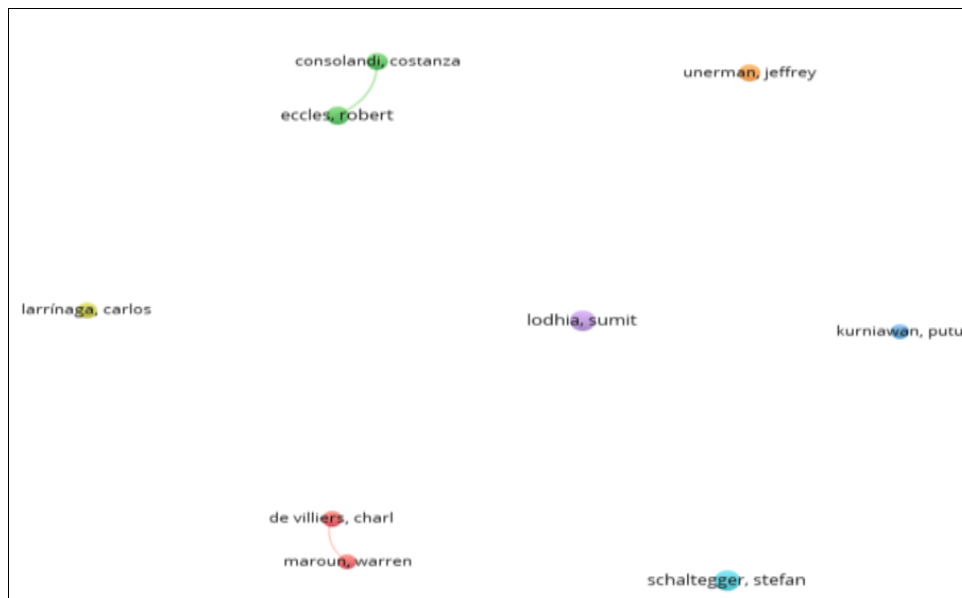 consolandi, costanza
unerman, jeffrey
eccles, robert
larrínaga, carlos
lodhia, sumit
kurniawan, putu
de villiers, charl
maroun, warren
schaltegger, stefan